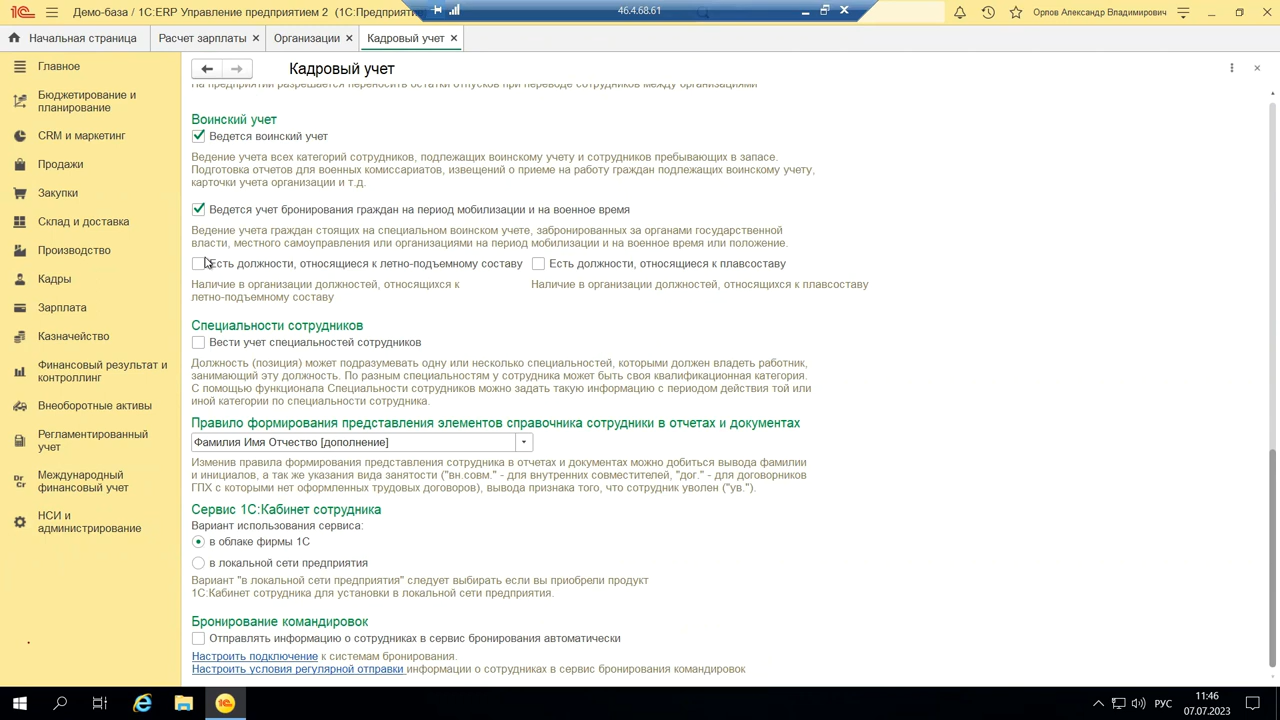 Демо-база / 1С:ERP Управление предприятием 2 (1С:Предприятие
46.4.68.61
Орлов Александр Владимирович
Начальная страница
Расчет зарплаты
Организации
Кадровый учет
Главное
Бюджетирование и
планирование
CRM и маркетинг
Продажи
Закупки
Склад и доставка
Производство
Кадры
Зарплата
Казначейство
Финансовый результат и
контроллинг
Внеоборотные активы
Регламентированный
учет
Международный
финансовый учет
НСИ и
администрирование
Кадровый учет
На предприятии разрешается переносить остатки отпусков при переводе сотрудников между организациями
Воинский учет
Ведется воинский учет
Ведение учета всех категорий сотрудников, подлежащих воинскому учету и сотрудников пребывающих в запасе.
Подготовка отчетов для военных комиссариатов, извещений о приеме на работу граждан подлежащих воинскому учету,
карточки учета организации и т.д.
Ведется учет бронирования граждан на период мобилизации и на военное время
Ведение учета граждан стоящих на специальном воинском учете, забронированных за органами государственной
власти, местного самоуправления или организациями на период мобилизации и на военное время или положение.
Есть должности, относящиеся к летно-подъемному составу
Есть должности, относящиеся к плавсоставу
Наличие в организации должностей, относящихся к
летно-подъемному составу
Наличие в организации должностей, относящихся к плавсоставу
Специальности сотрудников
Вести учет специальностей сотрудников
Должность (позиция) может подразумевать одну или несколько специальностей, которыми должен владеть работник,
занимающий эту должность. По разным специальностям у сотрудника может быть своя квалификационная категория.
С помощью функционала Специальности сотрудников можно задать такую информацию с периодом действия той или
иной категории по специальности сотрудника.
Правило формирования представления элементов справочника сотрудники в отчетах и документах
Фамилия Имя Отчество [дополнение]
Изменив правила формирования представления сотрудника в отчетах и документах можно добиться вывода фамилии
и инициалов, а так же указания вида занятости ("вн.совм." - для внутренних совместителей, "дог." - для договорников
ГПХ с которыми нет оформленных трудовых договоров), вывода признака того, что сотрудник уволен ("ув.").
Сервис 1С:Кабинет сотрудника
Вариант использования сервиса:
в облаке фирмы 1С
в локальной сети предприятия
Вариант "в локальной сети предприятия" следует выбирать если вы приобрели продукт
1С:Кабинет сотрудника для установки в локальной сети предприятия.
Бронирование командировок
Отправлять информацию о сотрудниках в сервис бронирования автоматически
Настроить подключение к системам бронирования.
Настроить условия регулярной отправки информации о сотрудниках в сервис бронирования командировок
РУС
11:46
07.07.2023